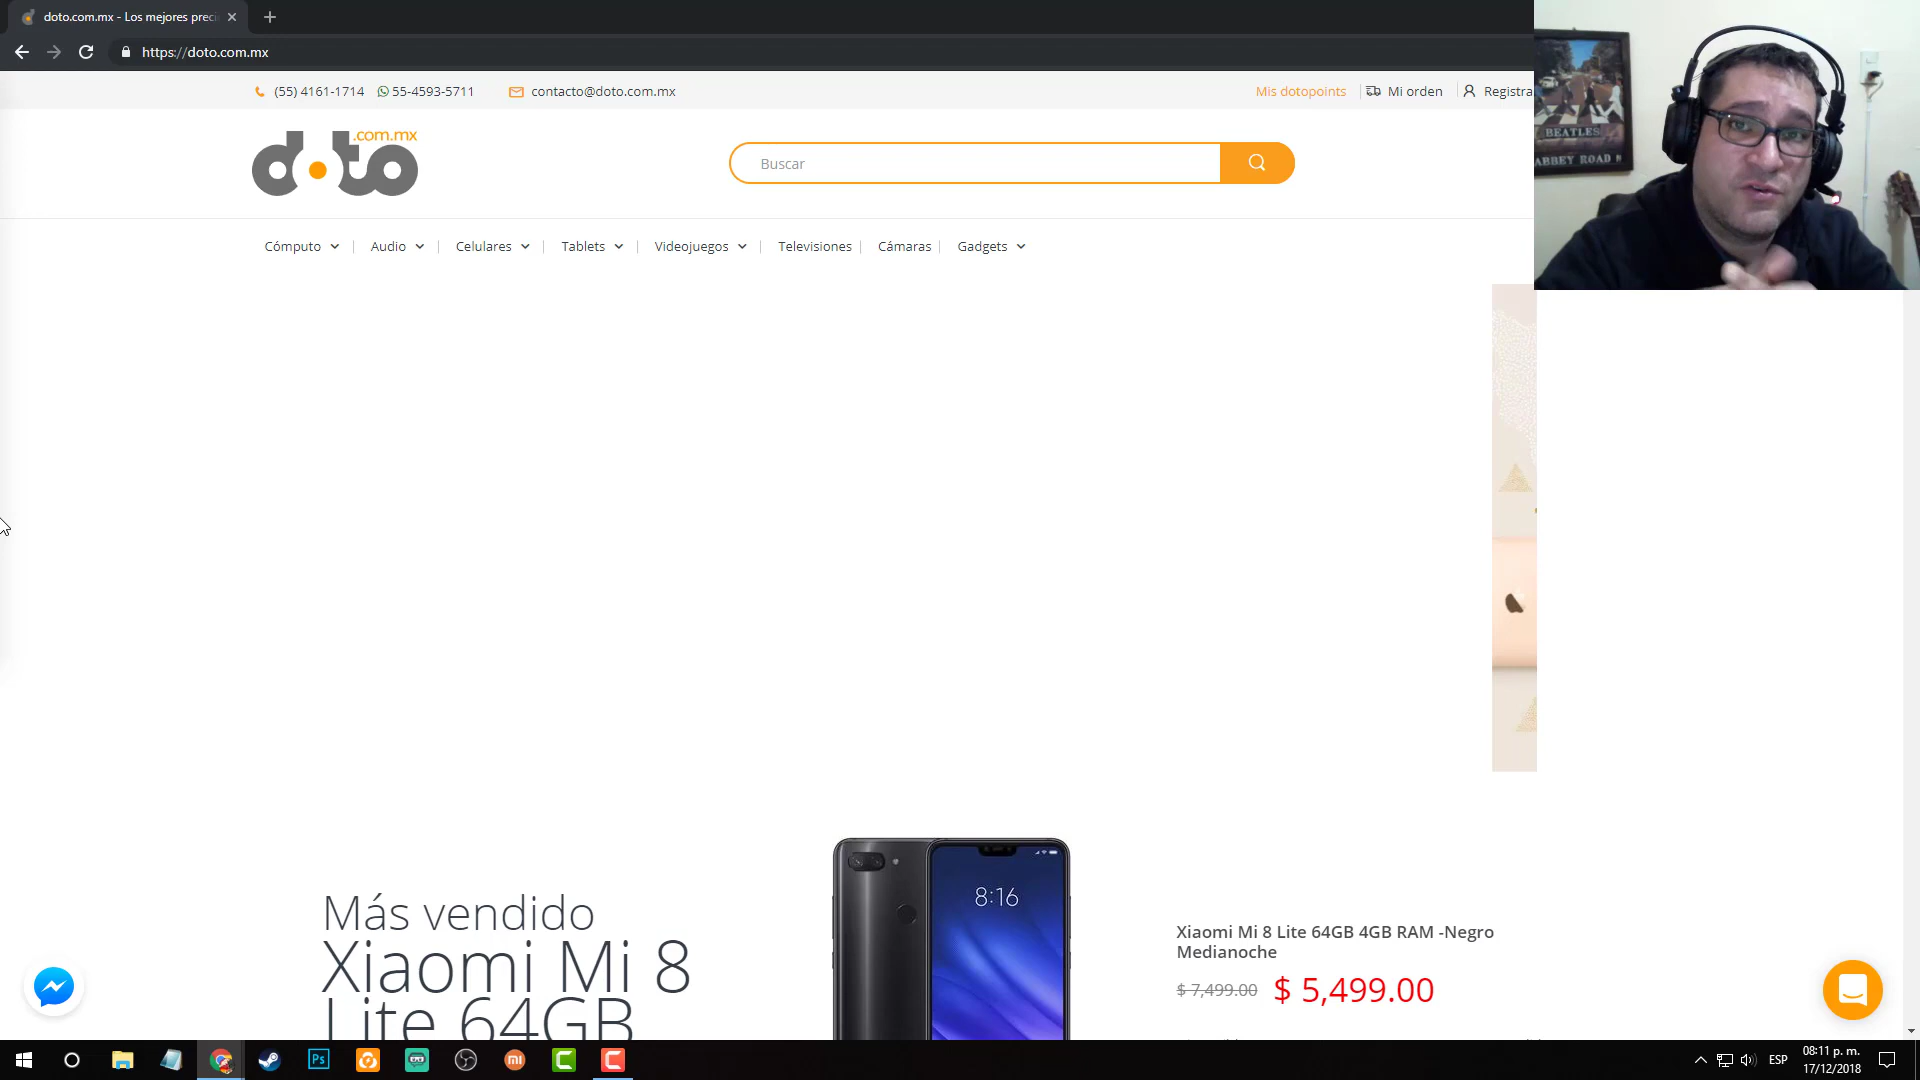 doto.com.mx - Los mejores preci
https://doto.com.mx
(55) 4161-1714
55-4593-5711
contacto@doto.com.mx
Mis dotopoints
Mi orden
Registra
doto
.com.mx
Buscar
BEATLES
ABBEY ROAD
Cómputo
Audio
Celulares
Tablets
Videojuegos
Televisiones
Cámaras
Gadgets
8:16
Más vendido
Xiaomi Mi 8
Lite 64GB
Xiaomi Mi 8 Lite 64GB 4GB RAM -Negro
Medianoche
$ 7,499.00
$ 5,499.00
Ps
mi
C
C
ESP
08:11 p. m.
17/12/2018